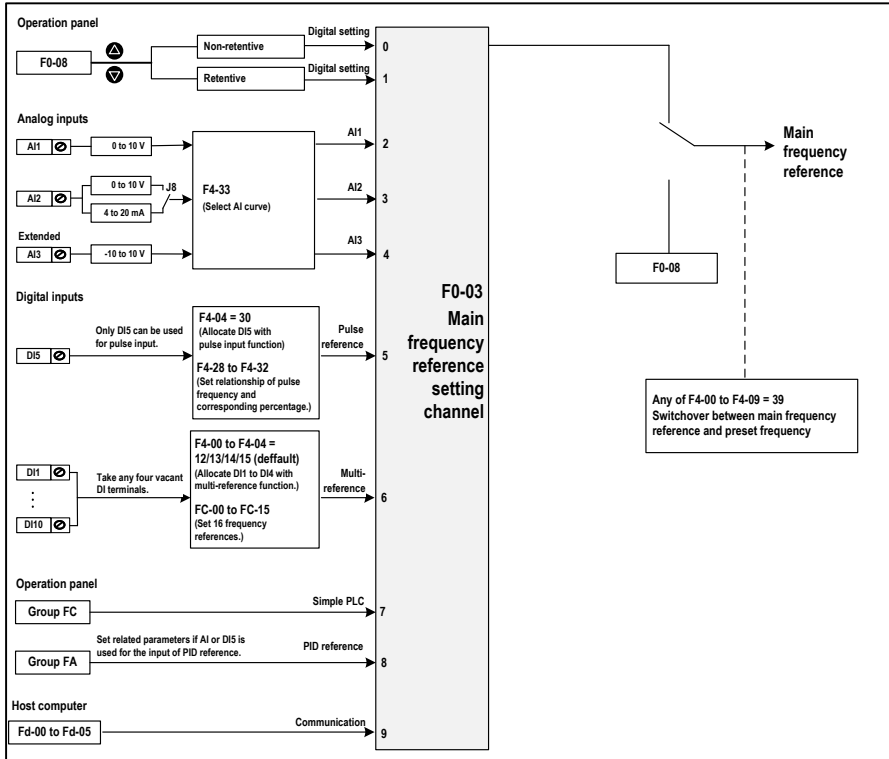 Operation panel
F0-08
Non-retentive
Digital setting
0
Retentive
Digital setting
1
Analog inputs
AI1
0 to 10 V
AI1
2
AI2
0 to 10 V
J8
4 to 20 mA
F4-33
(Select AI curve)
AI2
3
Extended
AI3
-10 to 10 V
AI3
4
Digital inputs
DI5
Only DI5 can be used
for pulse input.
F4-04 = 30
(Allocate DI5 with
pulse input function)
F4-28 to F4-32
(Set relationship of pulse
frequency and
corresponding percentage.)
Pulse
reference
5
DI1
DI10
Take any four vacant
DI terminals.
F4-00 to F4-04 =
12/13/14/15 (deffault)
(Allocate DI1 to DI4 with
multi-reference function.)
FC-00 to FC-15
(Set 16 frequency
references.)
Multi-
reference
6
Operation panel
Group FC
Simple PLC
7
Group FA
Set related parameters if AI or DI5 is
used for the input of PID reference.
PID reference
8
Host computer
Fd-00 to Fd-05
Communication
9
F0-03
Main
frequency
reference
setting
channel
Main
frequency
reference
F0-08
Any of F4-00 to F4-09 = 39
Switchover between main frequency
reference and preset frequency